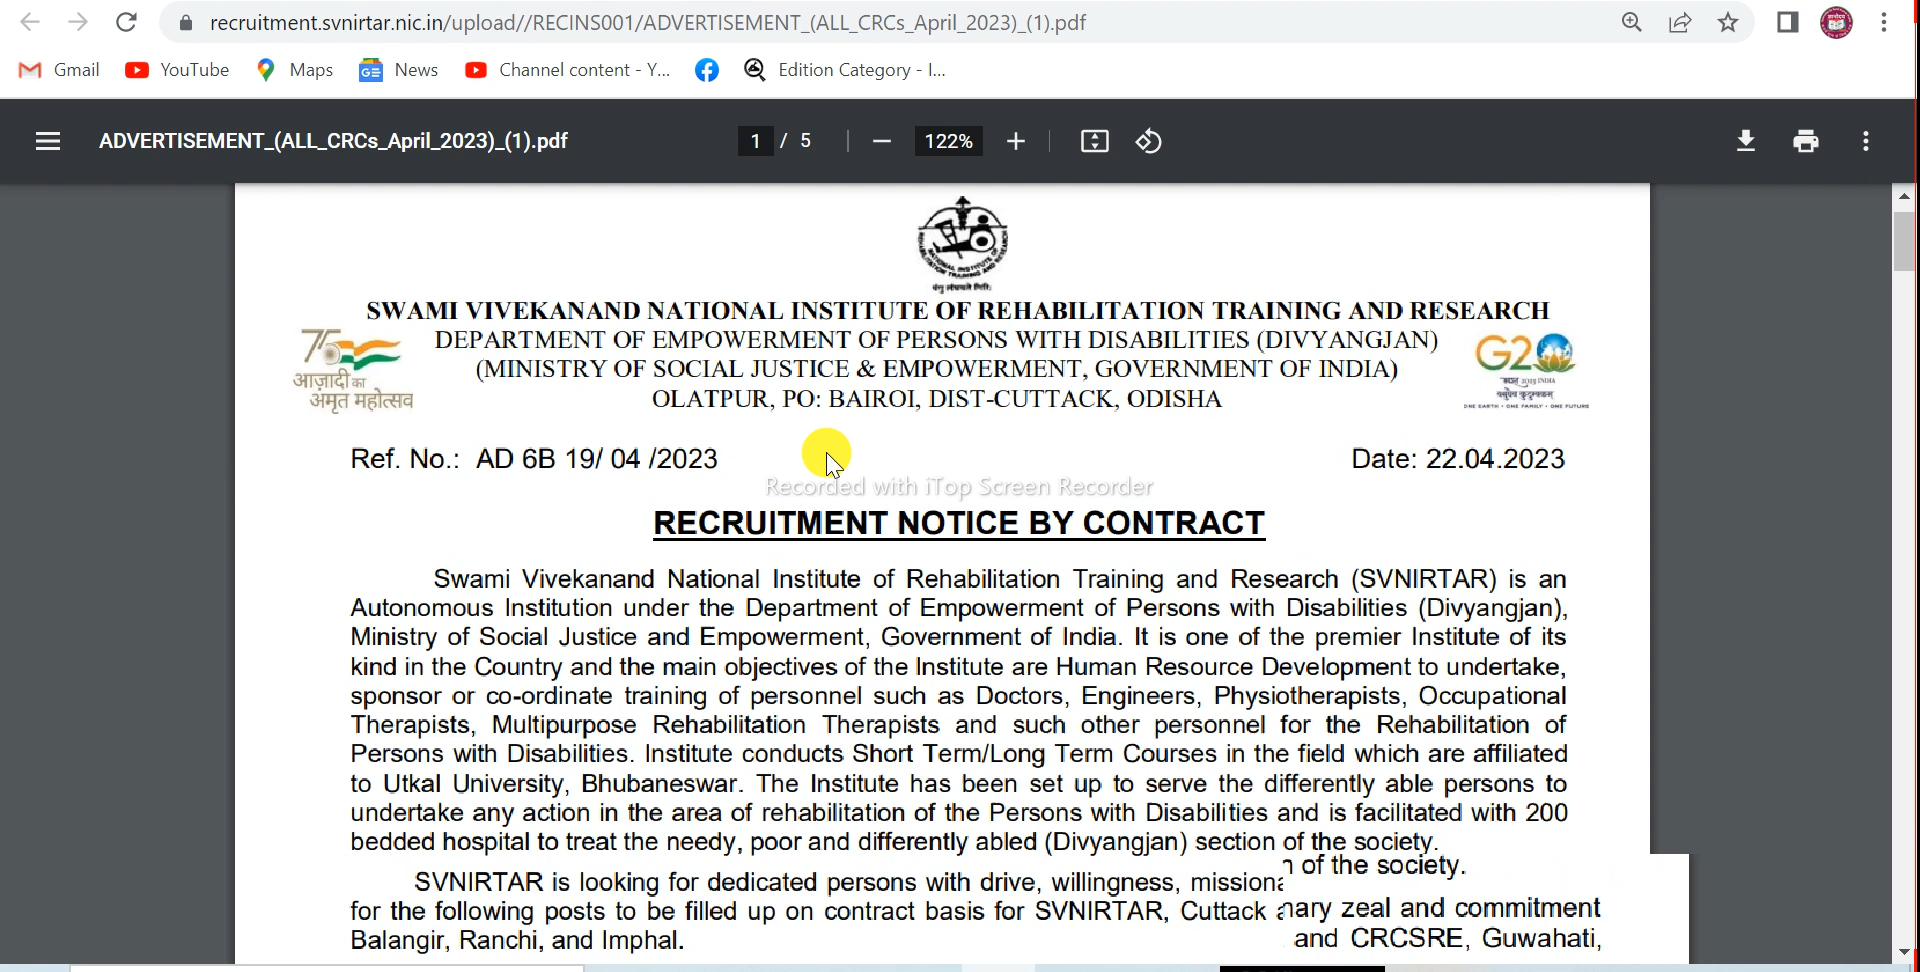 recruitment.svnirtar.nic.in/upload//RECINS001/ADVERTISEMENT_(ALL_CRCs_April_2023)_(1).pdf
Gmail YouTube Maps News Channel content - Y... Edition Category - I...
ADVERTISEMENT_(ALL_CRCs_April_2023)_(1).pdf 1 / 5 122%
SWAMI VIVEKANAND NATIONAL INSTITUTE OF REHABILITATION TRAINING AND RESEARCH
DEPARTMENT OF EMPOWERMENT OF PERSONS WITH DISABILITIES (DIVYANGJAN)
(MINISTRY OF SOCIAL JUSTICE & EMPOWERMENT, GOVERNMENT OF INDIA)
OLATPUR, PO: BAIROI, DIST-CUTTACK, ODISHA
75
आज़ादी का
अमृत महोत्सव
G20
2023 INDIA
वसुधैव कुटुम्बकम्
ONE EARTH • ONE FAMILY • ONE FUTURE
Ref. No.: AD 6B 19/ 04 /2023 Date: 22.04.2023
Recorded with iTop Screen Recorder
RECRUITMENT NOTICE BY CONTRACT
Swami Vivekanand National Institute of Rehabilitation Training and Research (SVNIRTAR) is an
Autonomous Institution under the Department of Empowerment of Persons with Disabilities (Divyangjan),
Ministry of Social Justice and Empowerment, Government of India. It is one of the premier Institute of its
kind in the Country and the main objectives of the Institute are Human Resource Development to undertake,
sponsor or co-ordinate training of personnel such as Doctors, Engineers, Physiotherapists, Occupational
Therapists, Multipurpose Rehabilitation Therapists and such other personnel for the Rehabilitation of
Persons with Disabilities. Institute conducts Short Term/Long Term Courses in the field which are affiliated
to Utkal University, Bhubaneswar. The Institute has been set up to serve the differently able persons to
undertake any action in the area of rehabilitation of the Persons with Disabilities and is facilitated with 200
bedded hospital to treat the needy, poor and differently abled (Divyangjan) section of the society.
of the society.
SVNIRTAR is looking for dedicated persons with drive, willingness, missiona
nary zeal and commitment
for the following posts to be filled up on contract basis for SVNIRTAR, Cuttack
and CRCSRE, Guwahati,
Balangir, Ranchi, and Imphal.